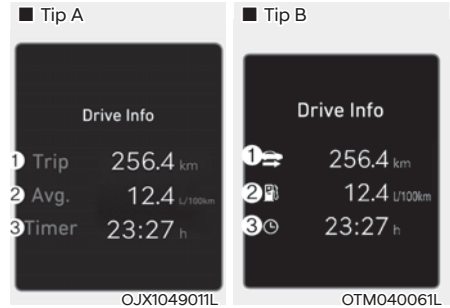 ■ Tip A
Drive Info
1 Trip 256.4 km
2 Avg. 12.4 L/100km
3 Timer 23:27 h
OJX1049011L
■ Tip B
Drive Info
1 256.4 km
2 12.4 L/100km
3 23:27 h
OTM040061L